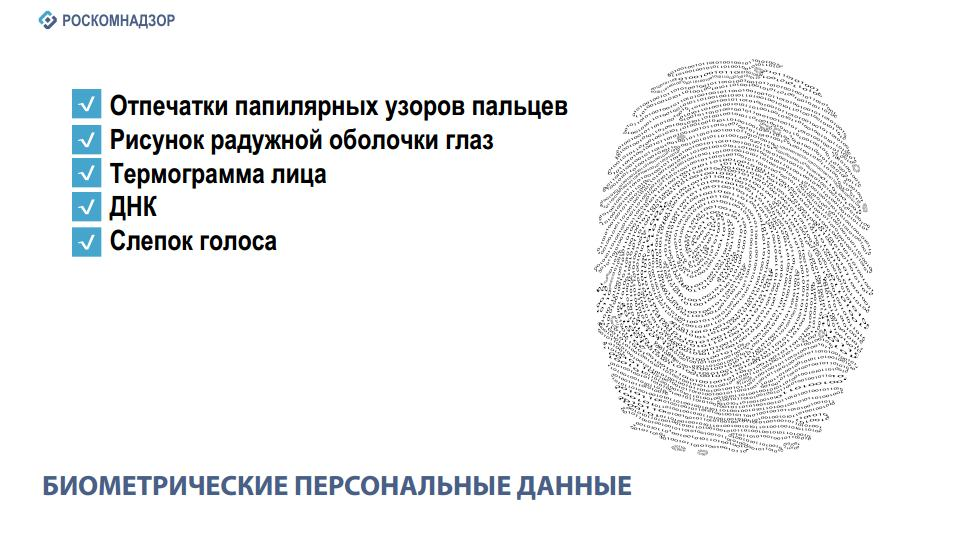 РОСКОМНАДЗОР
Отпечатки папилярных узоров пальцев
Рисунок радужной оболочки глаз
Термограмма лица
ДНК
Слепок голоса
БИОМЕТРИЧЕСКИЕ ПЕРСОНАЛЬНЫЕ ДАННЫЕ